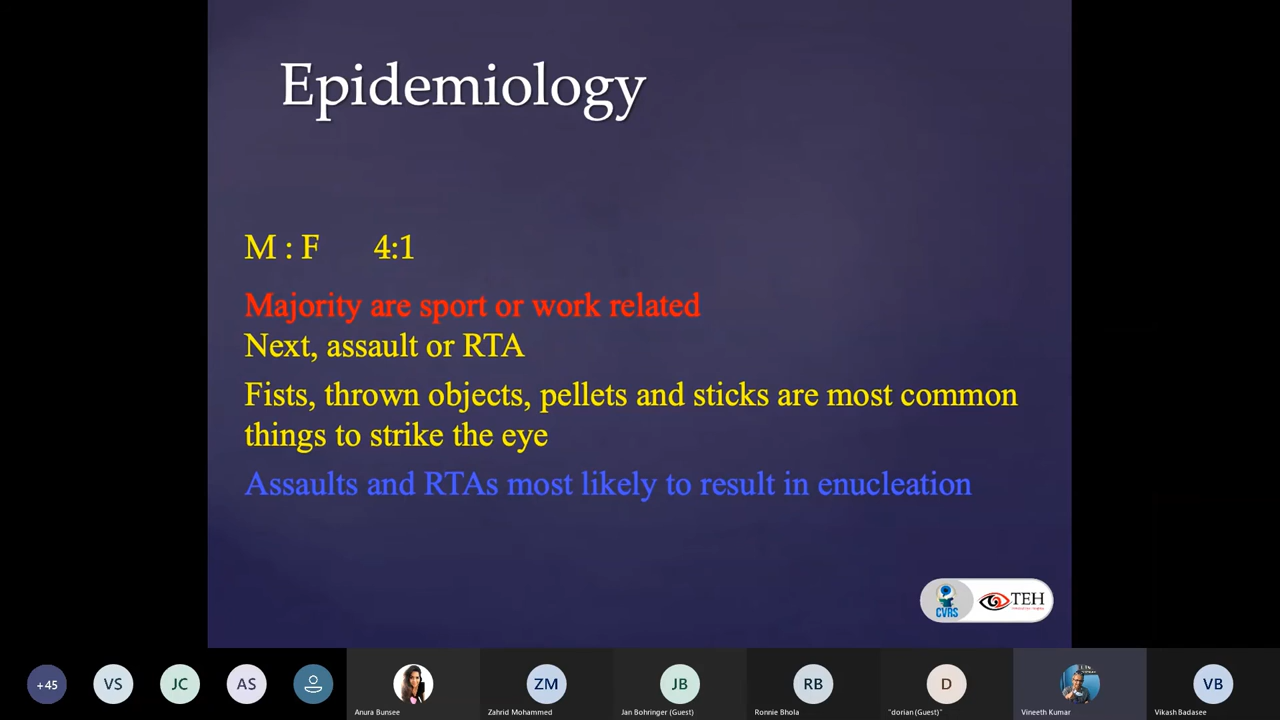 Epidemiology
M : F 4:1
Majority are sport or work related
Next, assault or RTA
Fists, thrown objects, pellets and sticks are most common
things to strike the eye
Assaults and RTAs most likely to result in enucleation
CVRS
TEH
+45
VS
JC
AS
ZM
JB
RB
D
VB
Anura Bunsee
Zahrid Mohammed
Jan Bohringer (Guest)
Ronnie Bhola
"dorian (Guest)"
Vineeth Kumar
Vikash Badasee